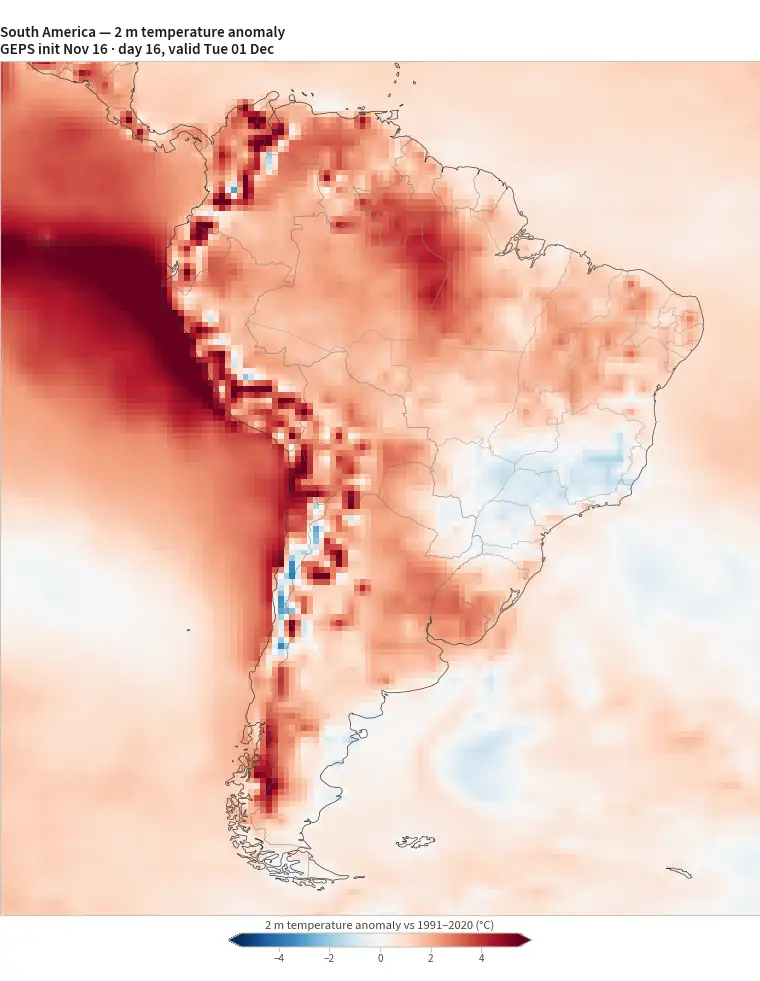 South America — 2 m temperature anomaly
GEPS init Nov 16 · day 16, valid Tue 01 Dec
2 m temperature anomaly vs 1991–2020 (°C)
−4 −2 0 2 4